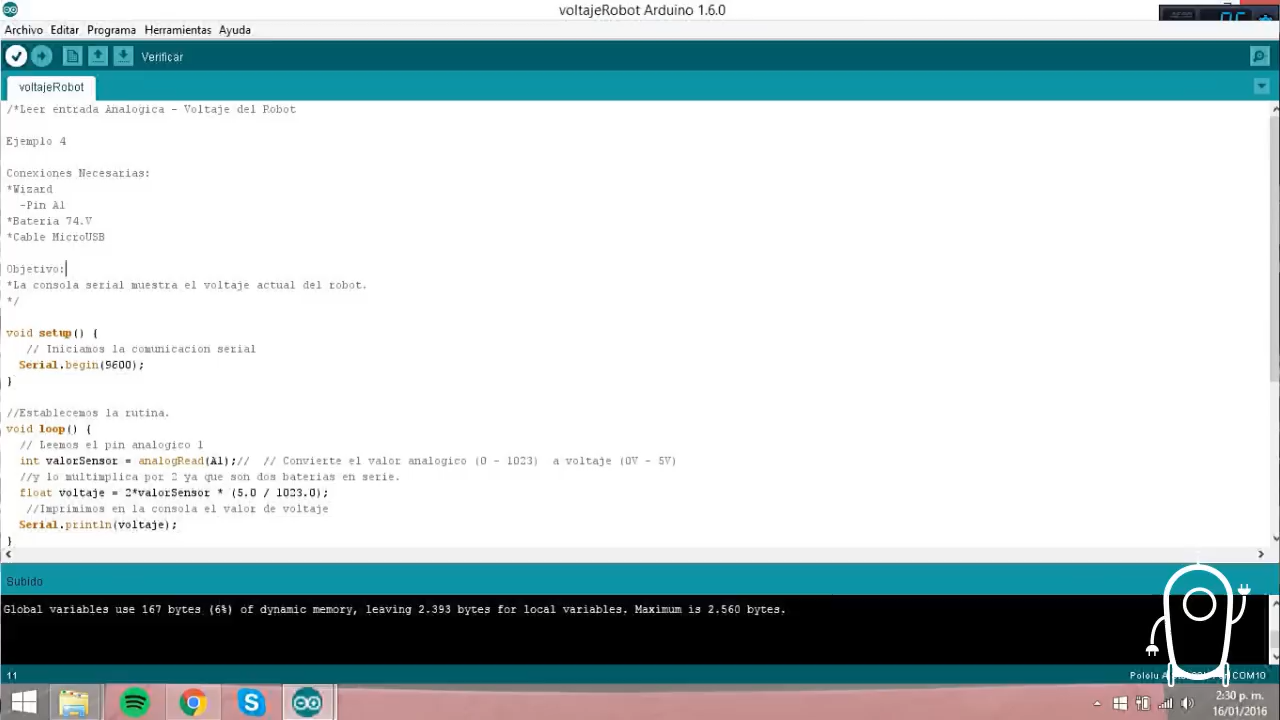 voltajeRobot Arduino 1.6.0
Archivo Editar Programa Herramientas Ayuda
Verificar
voltajeRobot
/*Leer entrada Analogica - Voltaje del Robot
Ejemplo 4
Conexiones Necesarias:
*Wizard
-Pin A1
*Bateria 74.V
*Cable MicroUSB
Objetivo:
*La consola serial muestra el voltaje actual del robot.
*/
void setup() {
// Iniciamos la comunicacion serial
Serial.begin(9600);
}
//Establecemos la rutina.
void loop() {
// Leemos el pin analogico 1
int valorSensor = analogRead(A1);// // Convierte el valor analogico (0 - 1023) a voltaje (0V - 5V)
//y lo multimplica por 2 ya que son dos baterias en serie.
float voltaje = 2*valorSensor * (5.0 / 1023.0);
//Imprimimos en la consola el valor de voltaje
Serial.println(voltaje);
}
Subido
Global variables use 167 bytes (6%) of dynamic memory, leaving 2.393 bytes for local variables. Maximum is 2.560 bytes.
11
Pololu COM10
2:30 p. m.
16/01/2016